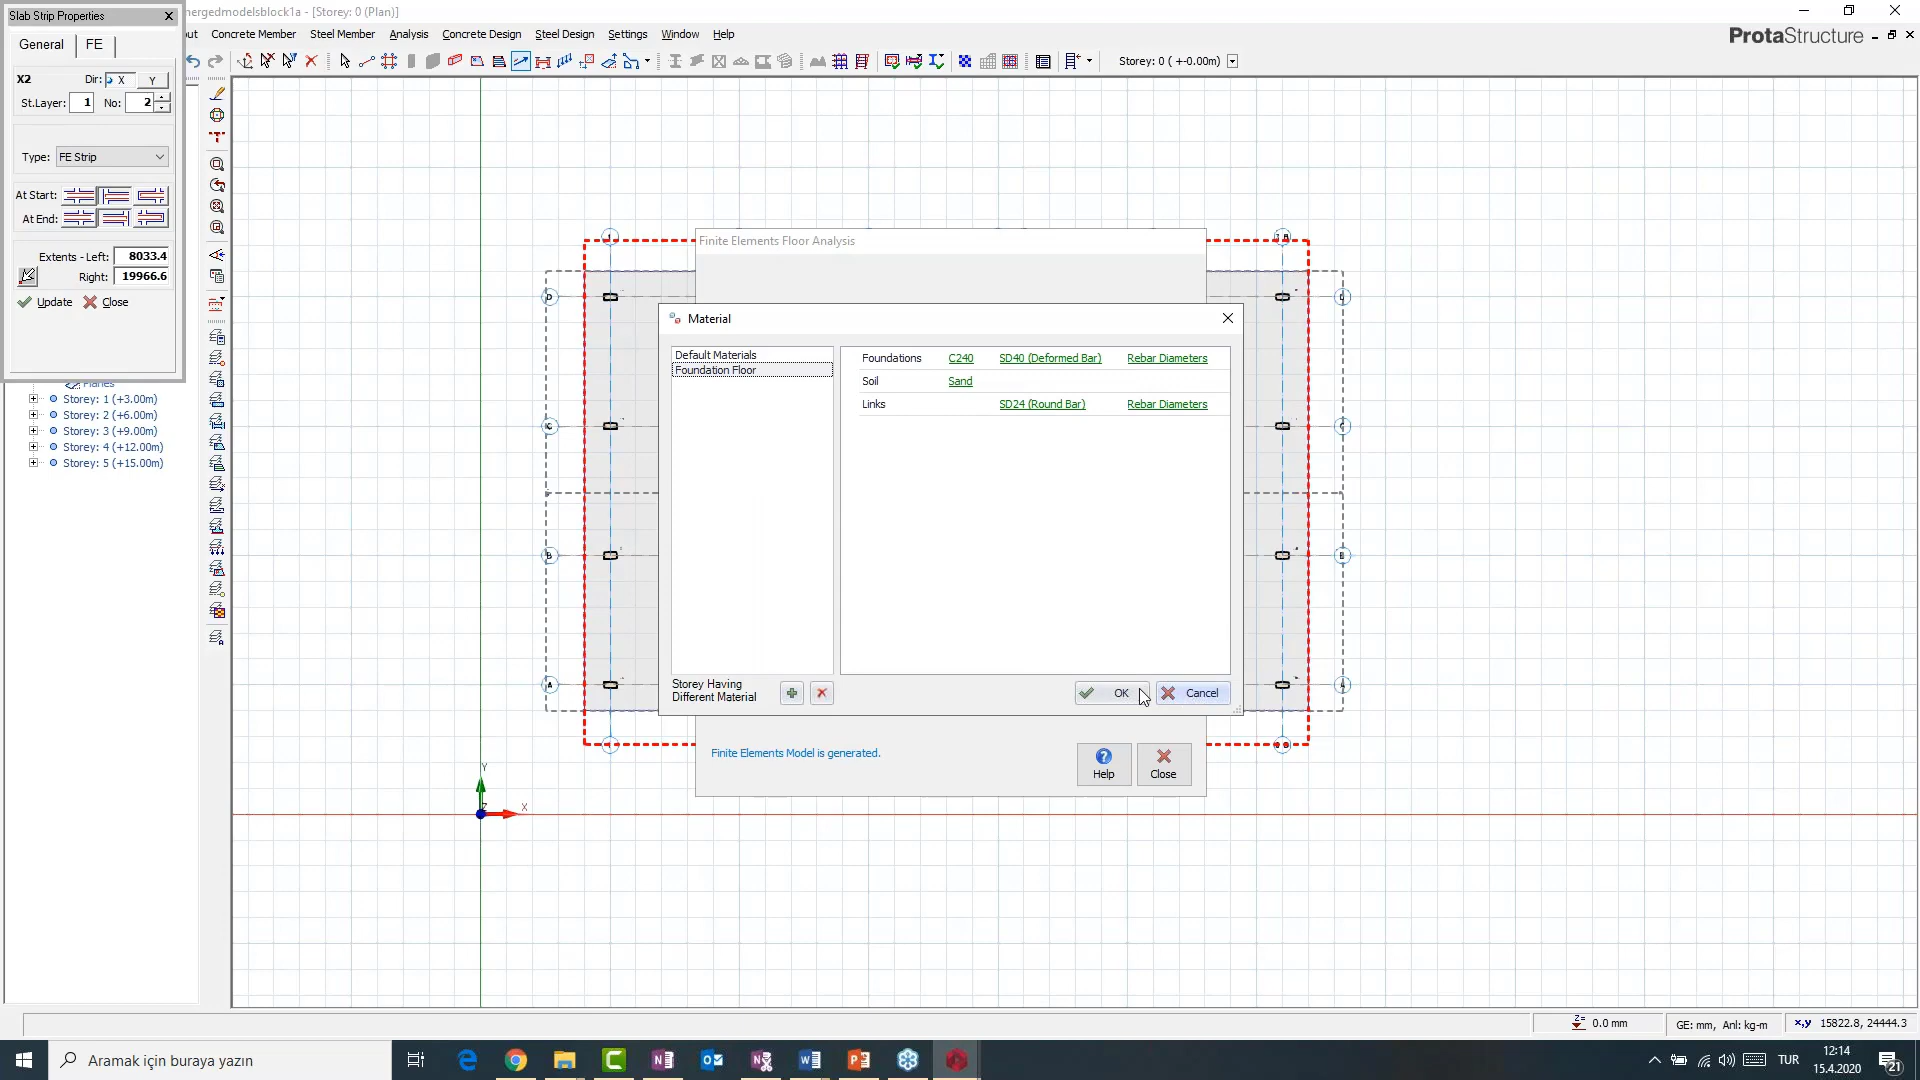 Slab Strip Properties
mergedmodelsblock1a - [Storey: 0 (Plan)]
General
FE
Concrete Member
Steel Member
Analysis
Concrete Design
Steel Design
Settings
Window
Help
ProtaStructure
Storey: 0 ( +-0.00m)
X2
Dir:
X
Y
St.Layer:
1
No:
2
Type:
FE Strip
At Start:
At End:
Extents - Left:
8033.4
Right:
19966.6
Update
Close
Planes
Storey: 1 (+3.00m)
Storey: 2 (+6.00m)
Storey: 3 (+9.00m)
Storey: 4 (+12.00m)
Storey: 5 (+15.00m)
Finite Elements Floor Analysis
Material
Default Materials
Foundation Floor
Foundations C240 SD40 (Deformed Bar) Rebar Diameters
Soil Sand
Links SD24 (Round Bar) Rebar Diameters
Storey Having
Different Material
OK
Cancel
Finite Elements Model is generated.
Help
Close
B
A
Y
Z
X
Z= 0.0 mm
GE: mm, Anl: kg-m
x,y 15822.8, 24444.3
Aramak için buraya yazın
TUR
12:14
15.4.2020
21